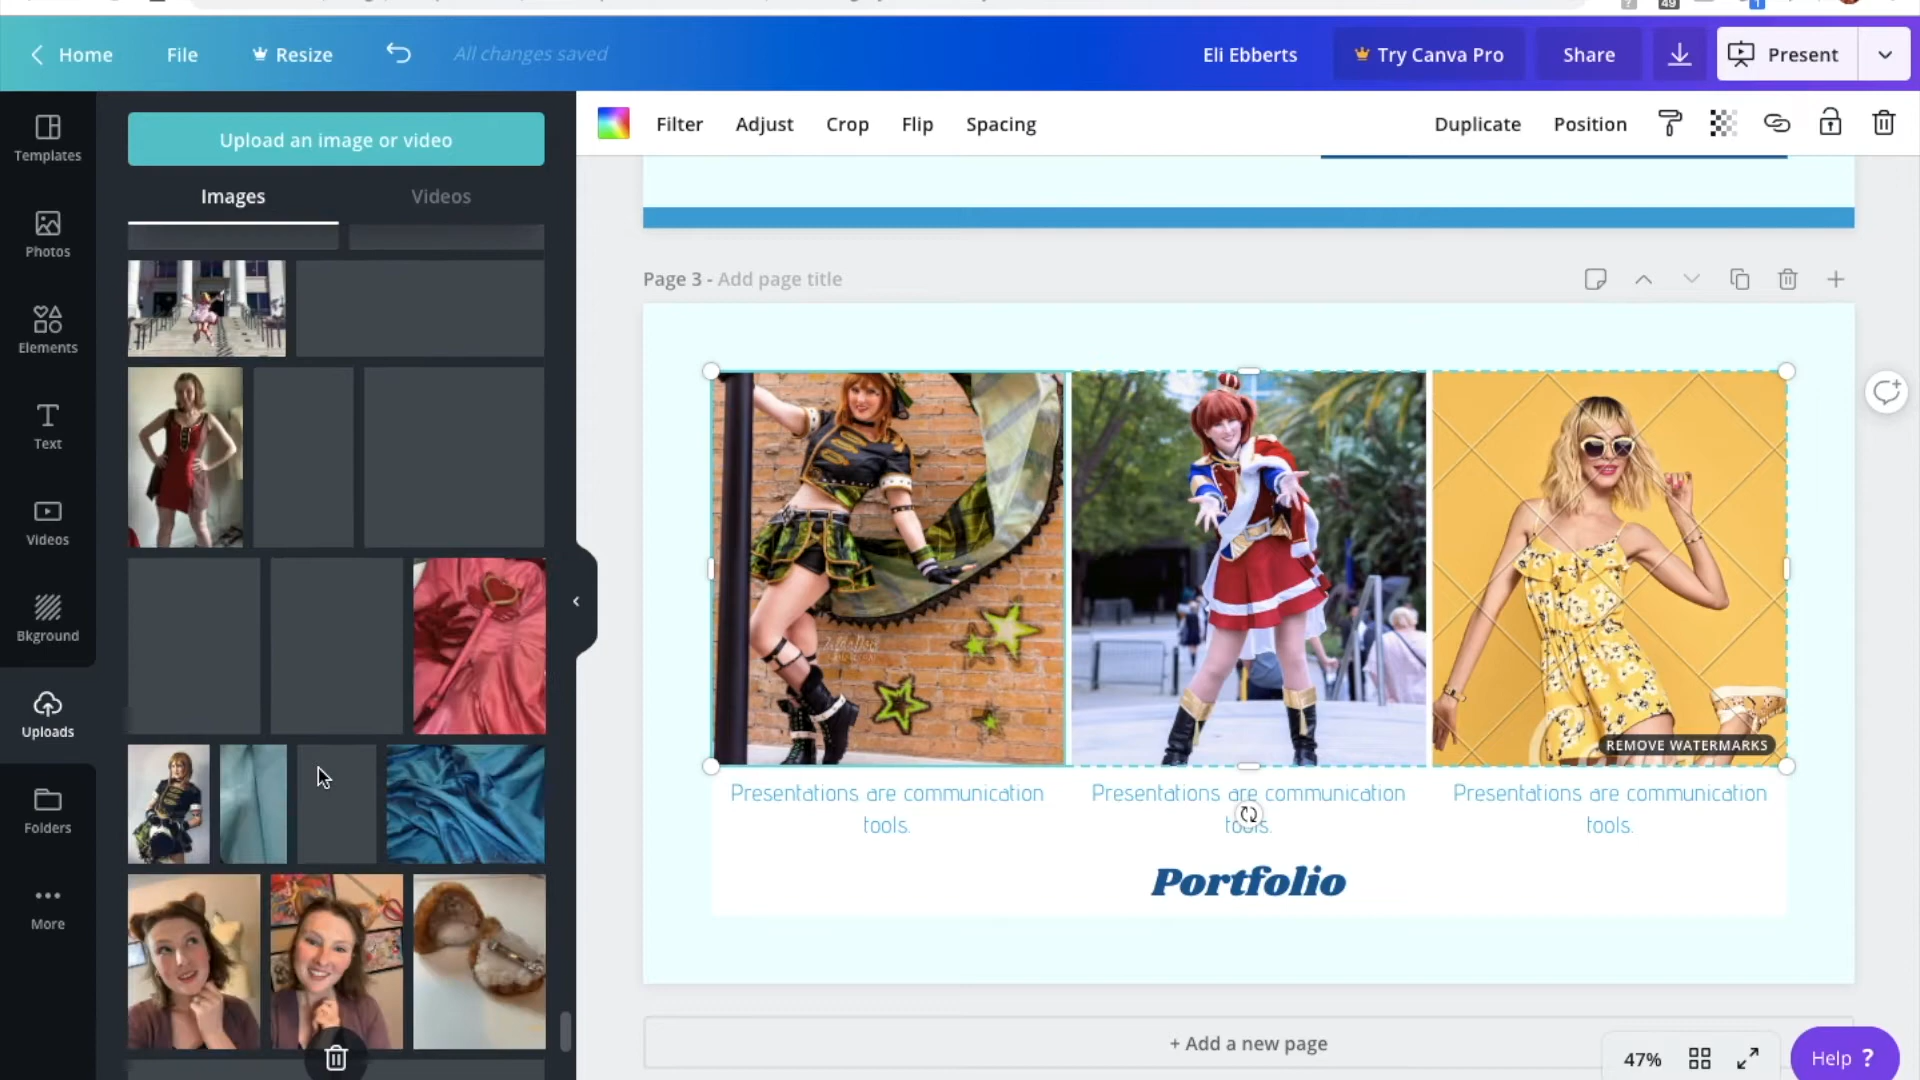 49
1
Home
File
Resize
All changes saved
Eli Ebberts
Try Canva Pro
Share
Present
Templates
Photos
Elements
Text
Videos
Bkground
Uploads
Folders
More
Upload an image or video
Images
Videos
Filter
Adjust
Crop
Flip
Spacing
Duplicate
Position
Page 3 - Add page title
REMOVE WATERMARKS
Presentations are communication
tools.
Presentations are communication
tools.
Presentations are communication
tools.
Portfolio
+ Add a new page
47%
Help ?